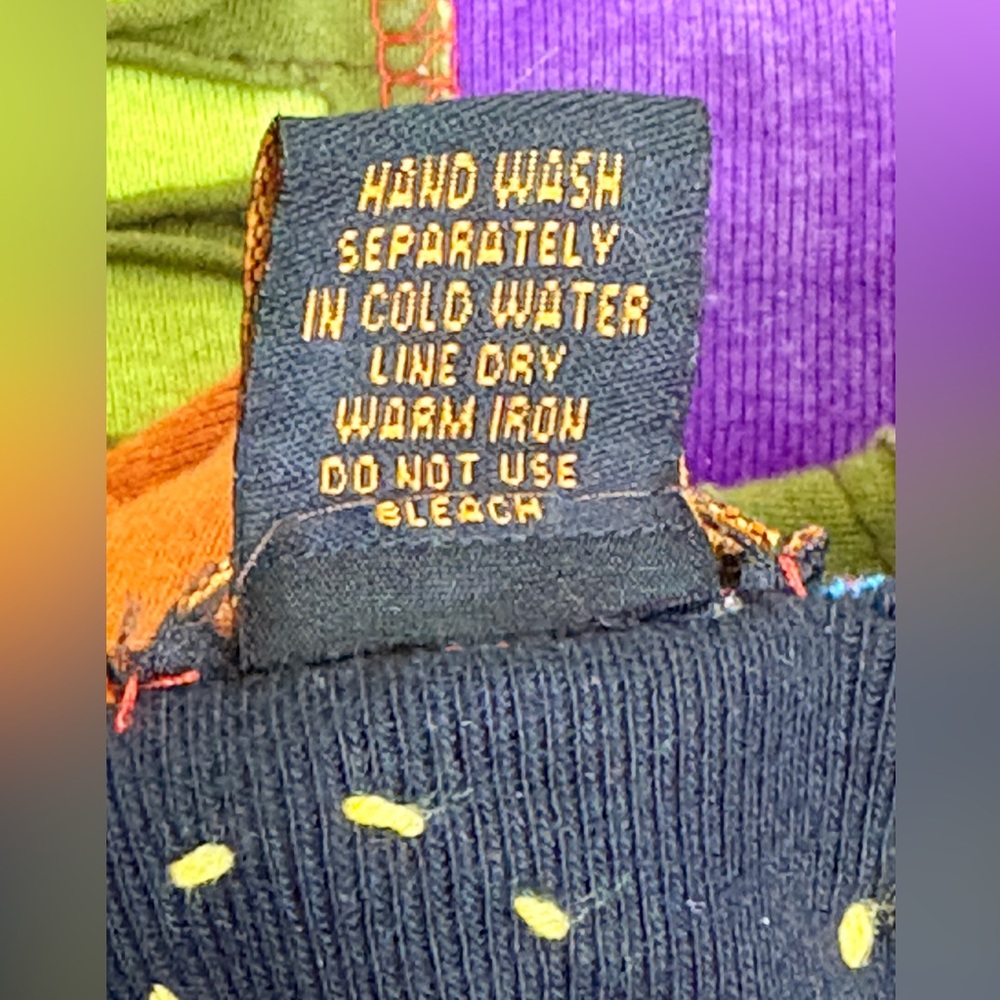 HAND WASH
SEPARATELY
IN COLD WATER
LINE DRY
WARM IRON
DO NOT USE
BLEACH